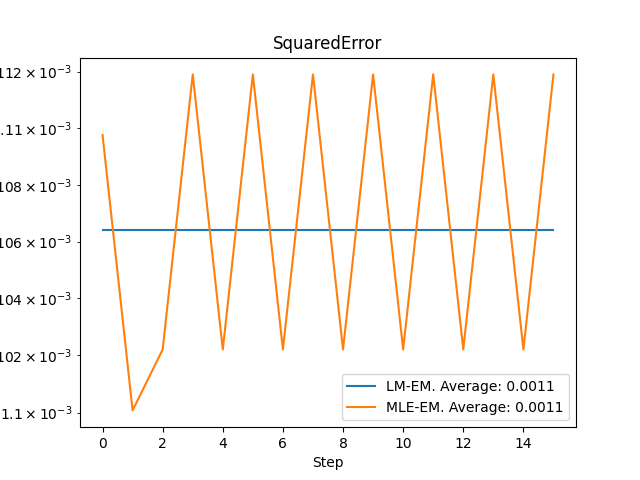 SquaredError
112 × 10⁻³
.11 × 10⁻³
108 × 10⁻³
106 × 10⁻³
104 × 10⁻³
102 × 10⁻³
1.1 × 10⁻³
LM-EM. Average: 0.0011
MLE-EM. Average: 0.0011
0 2 4 6 8 10 12 14
Step